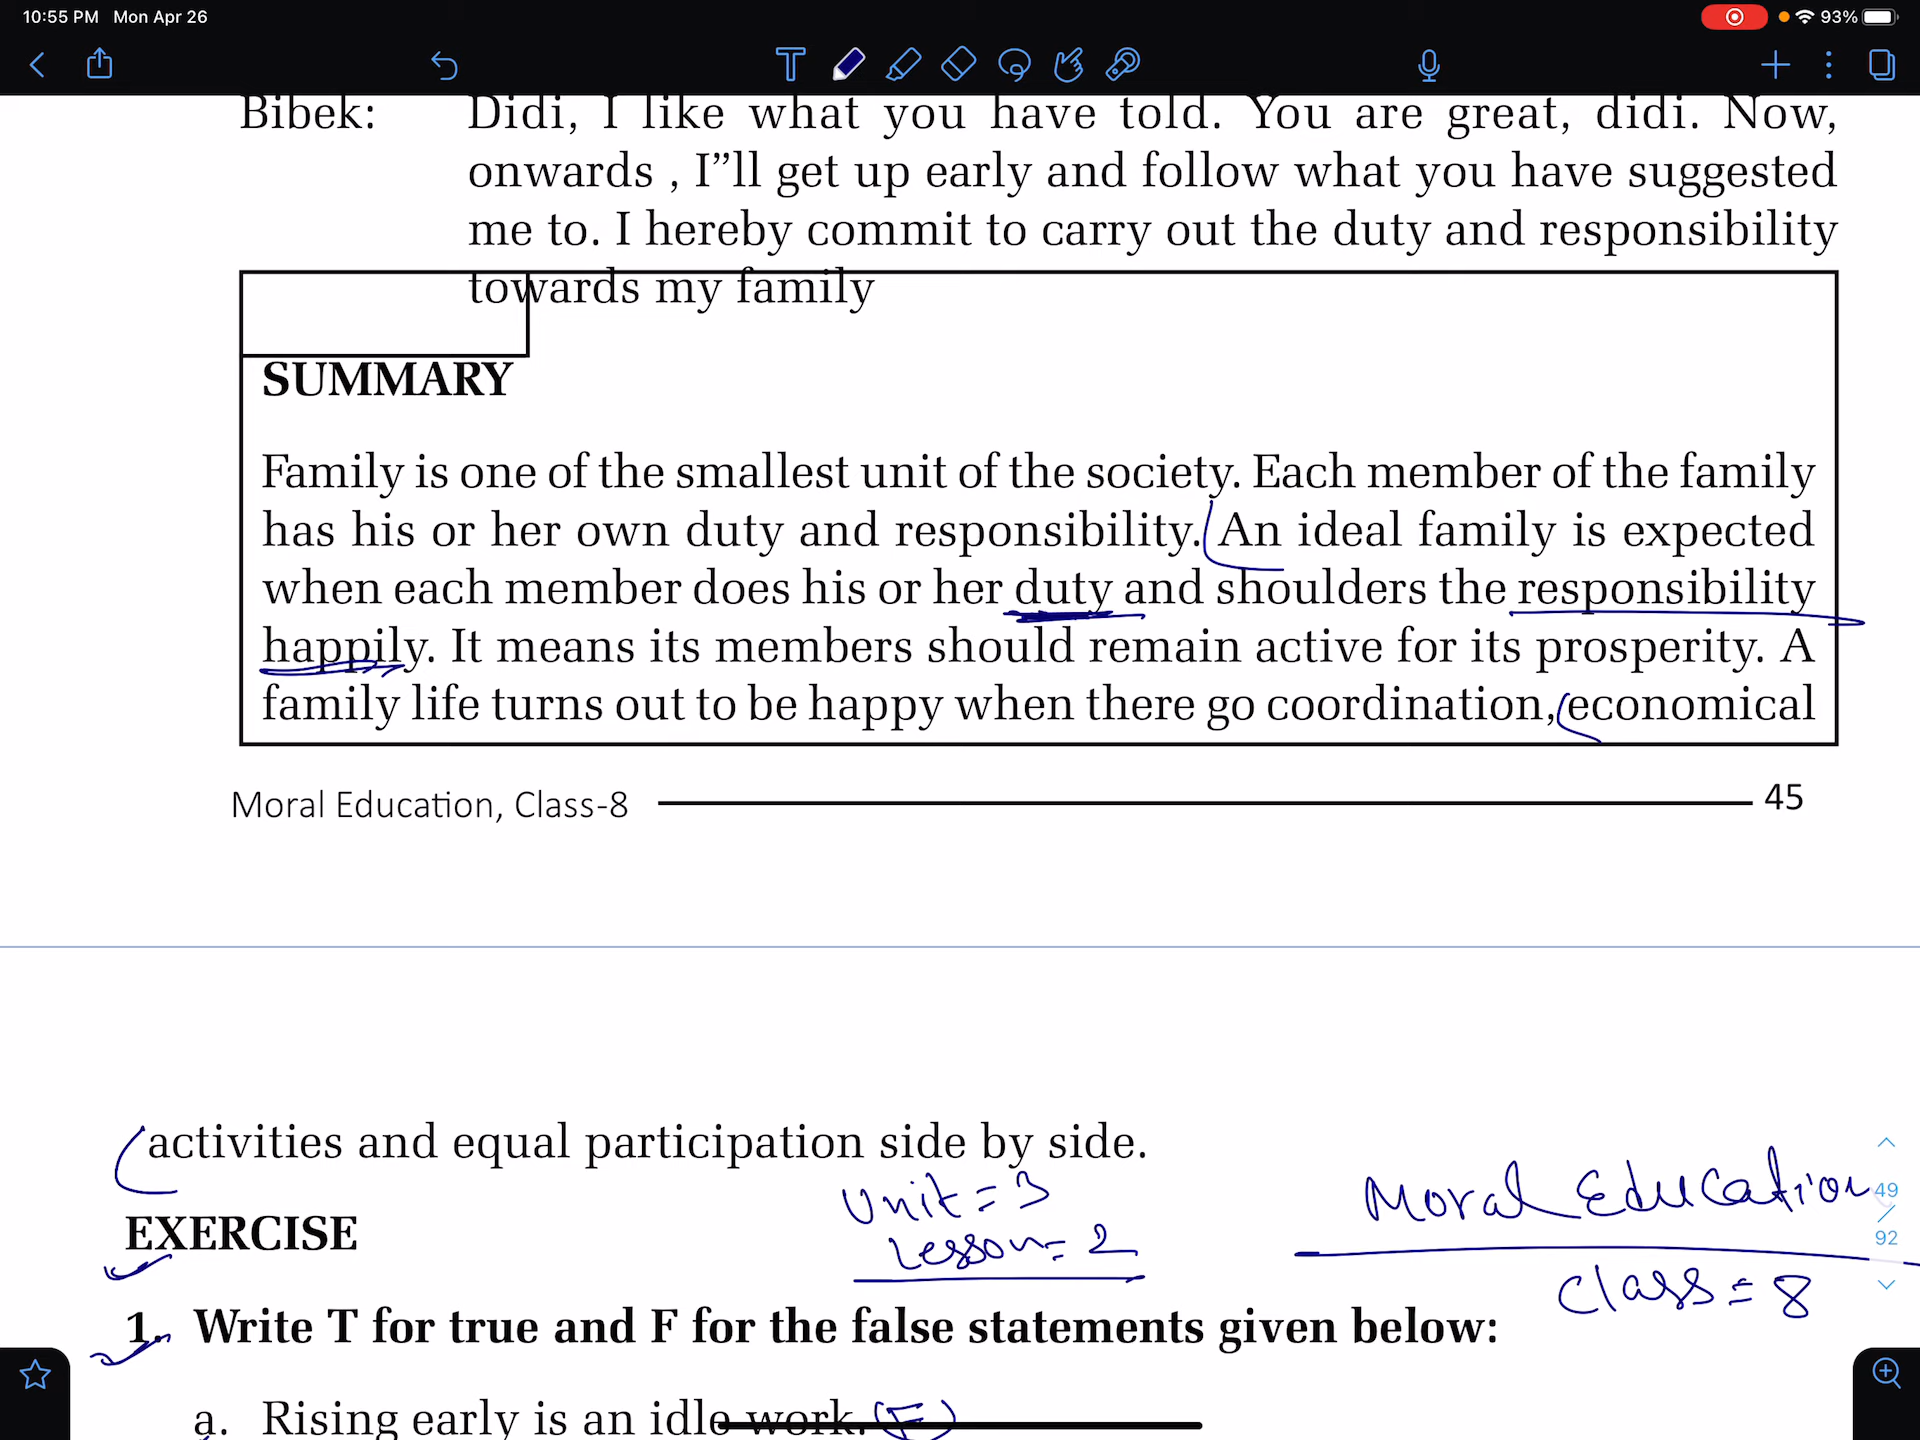 10:55 PM Mon Apr 26
93%
Bibek: Didi, I like what you have told. You are great, didi. Now,
onwards , I”ll get up early and follow what you have suggested
me to. I hereby commit to carry out the duty and responsibility
towards my family
SUMMARY
Family is one of the smallest unit of the society. Each member of the family
has his or her own duty and responsibility. An ideal family is expected
when each member does his or her duty and shoulders the responsibility
happily. It means its members should remain active for its prosperity. A
family life turns out to be happy when there go coordination, economical
Moral Education, Class-8 45
activities and equal participation side by side.
Unit = 3
Lesson = 2
Moral Education
Class = 8
49
/
92
EXERCISE
1. Write T for true and F for the false statements given below:
a. Rising early is an idle work. (F)